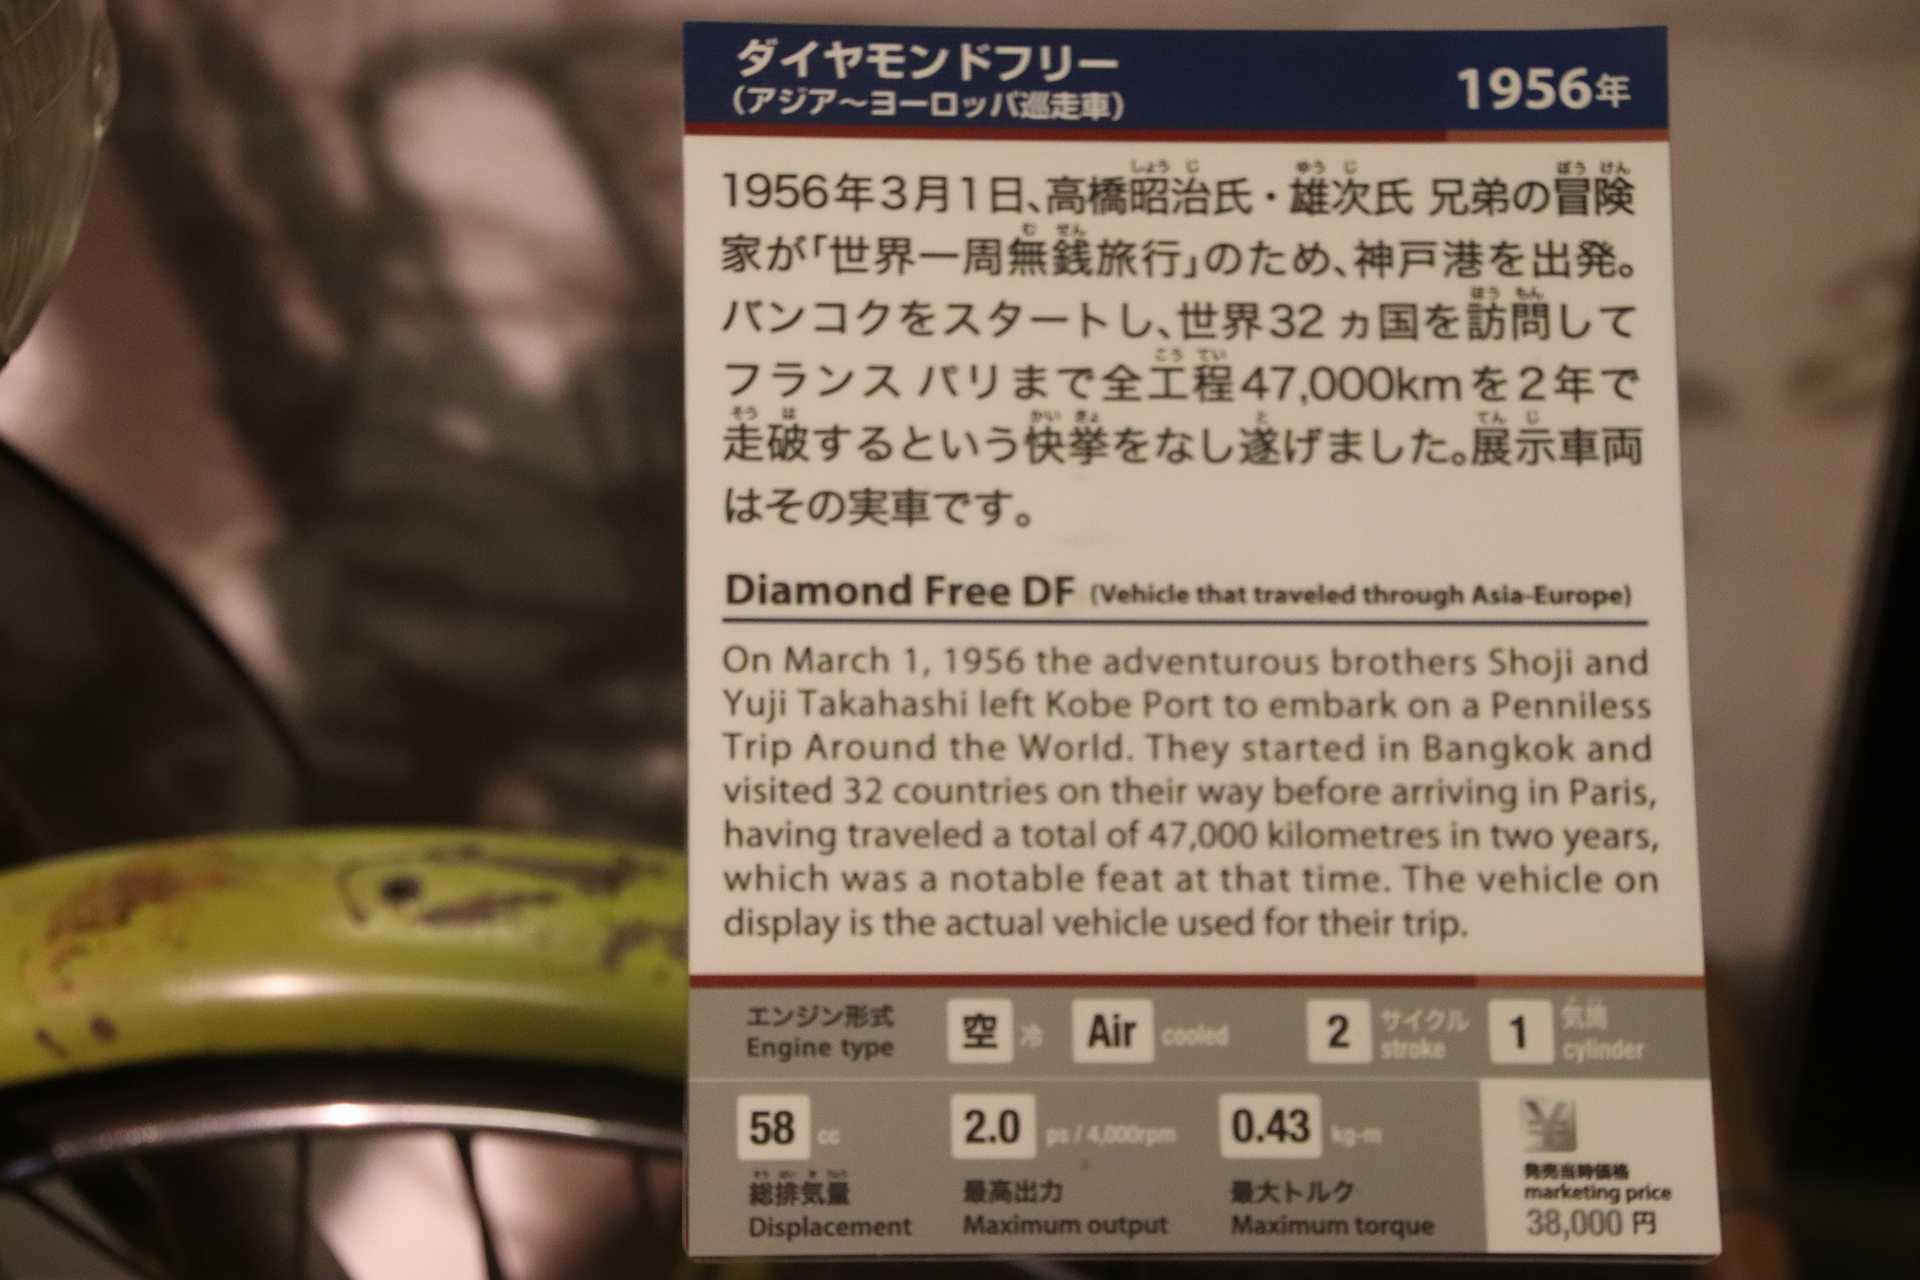 ダイヤモンドフリー
(アジア〜ヨーロッパ巡走車)
1956年
1956年3月1日、高橋昭治氏・雄次氏 兄弟の冒険
家が「世界一周無銭旅行」のため、神戸港を出発。
バンコクをスタートし、世界32ヵ国を訪問して
フランス パリまで全工程47,000kmを2年で
走破するという快挙をなし遂げました。展示車両
はその実車です。
Diamond Free DF (Vehicle that traveled through Asia-Europe)
On March 1, 1956 the adventurous brothers Shoji and
Yuji Takahashi left Kobe Port to embark on a Penniless
Trip Around the World. They started in Bangkok and
visited 32 countries on their way before arriving in Paris,
having traveled a total of 47,000 kilometres in two years,
which was a notable feat at that time. The vehicle on
display is the actual vehicle used for their trip.
エンジン形式
Engine type
空冷 Air cooled
2 サイクル stroke
1 気筒 cylinder
58 cc
総排気量
Displacement
2.0 ps / 4,000rpm
最高出力
Maximum output
0.43 kg-m
最大トルク
Maximum torque
¥
発売当時価格
marketing price
38,000 円